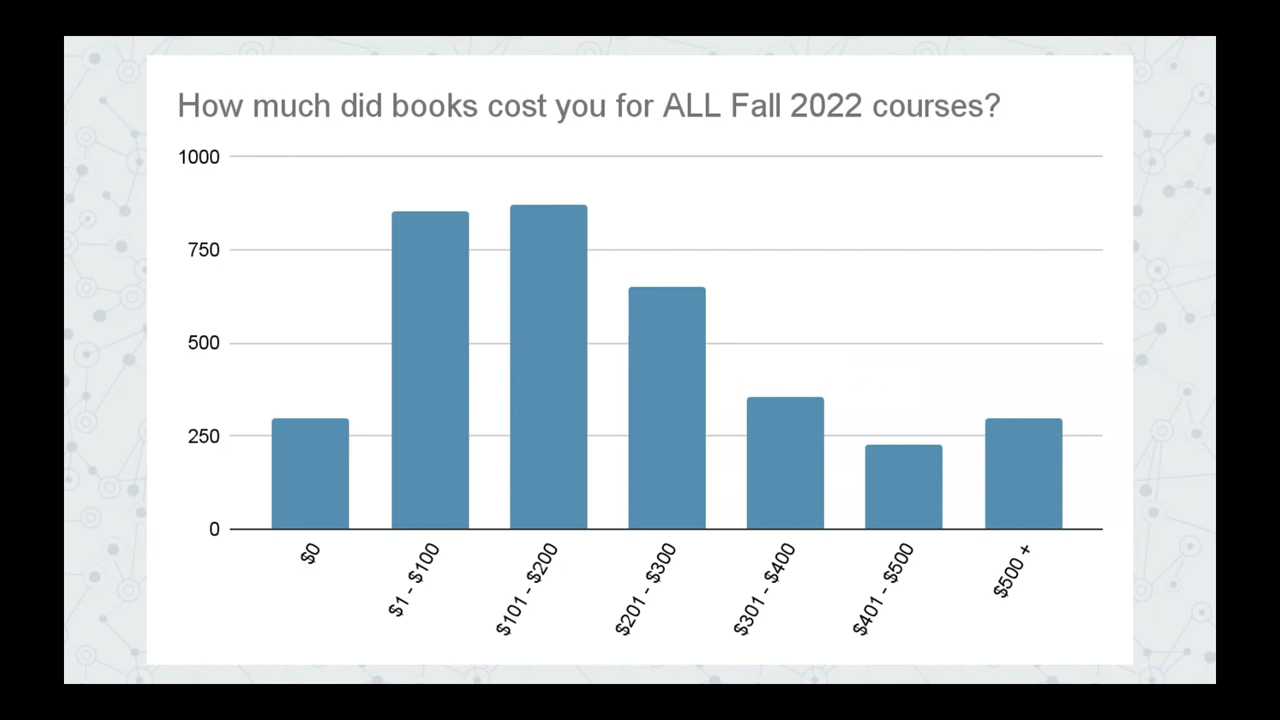 How much did books cost you for ALL Fall 2022 courses?
1000
750
500
250
0
$0
$1 - $100
$101 - $200
$201 - $300
$301 - $400
$401 - $500
$500 +